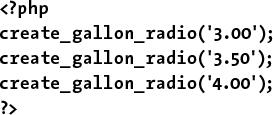 <?php
create_gallon_radio('3.00');
create_gallon_radio('3.50');
create_gallon_radio('4.00');
?>